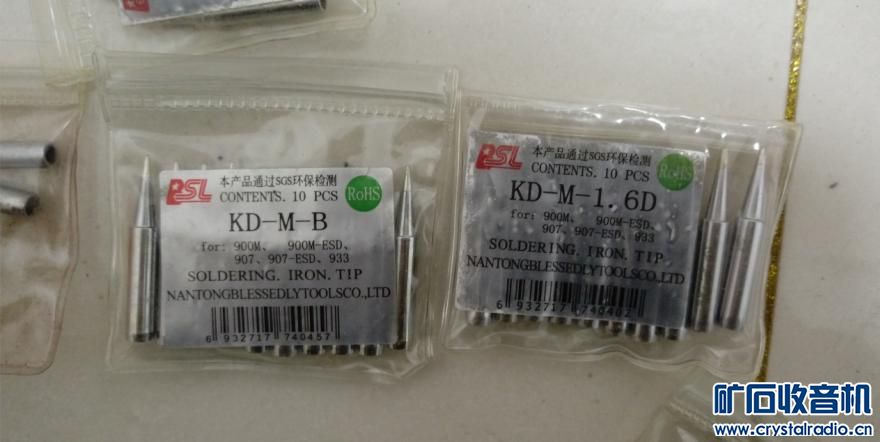 PSL
本产品通过SGS环保检测
CONTENTS. 10 PCS
RoHS
KD-M-B
for: 900M、 900M-ESD、
907、907-ESD、933
SOLDERING. IRON. TIP
NANTONGBLESSEDLYTOOLSCO.,LTD
6 932717 740457
PSL
本产品通过SGS环保检测
CONTENTS. 10 PCS
RoHS
KD-M-1.6D
for: 900M、 900M-ESD、
907、907-ESD、933
SOLDERING. IRON. TIP
NANTONGBLESSEDLYTOOLSCO.,LTD
6 932717 740402
矿石收音机
www.crystalradio.cn